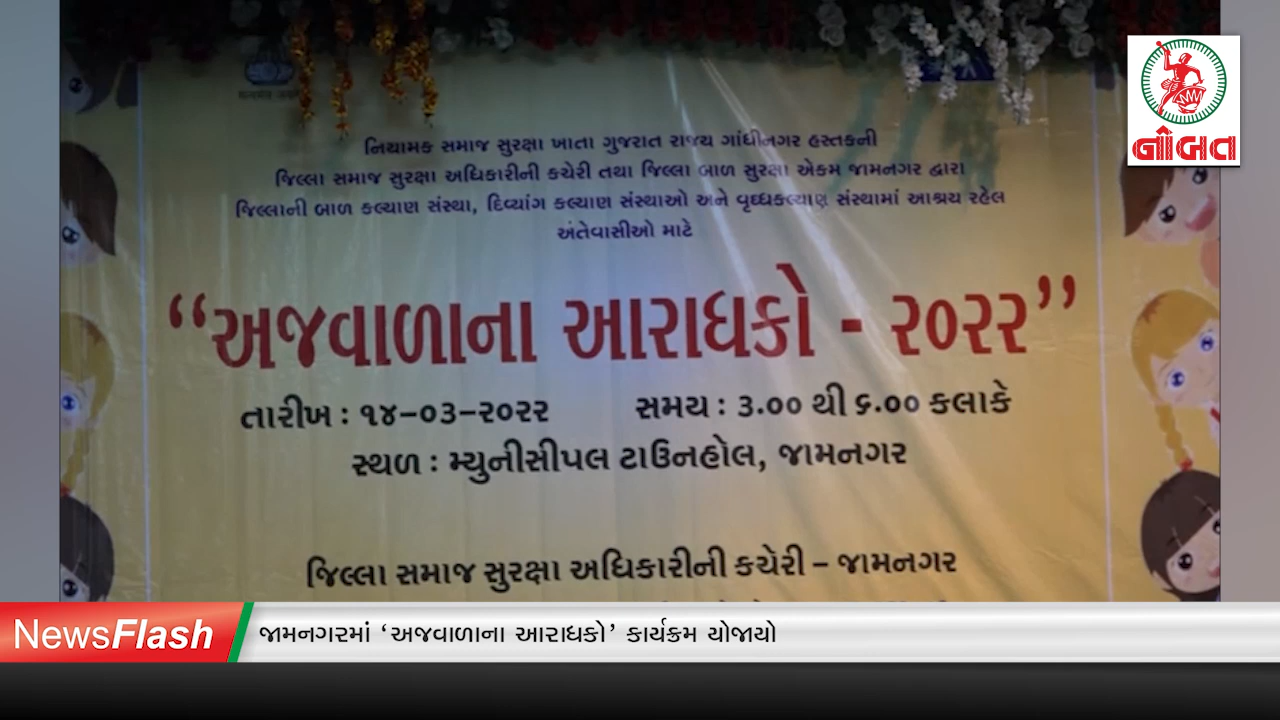 નિયામક સમાજ સુરક્ષા ખાતા ગુજરાત રાજ્ય ગાંધીનગર હસ્તકની
જિલ્લા સમાજ સુરક્ષા અધિકારીની કચેરી તથા જિલ્લા બાળ સુરક્ષા એકમ જામનગર દ્વારા
જિલ્લાની બાળ કલ્યાણ સંસ્થા, દિવ્યાંગ કલ્યાણ સંસ્થાઓ અને વૃધ્ધકલ્યાણ સંસ્થામાં આશ્રય રહેલ
અંતેવાસીઓ માટે
“અજવાળાના આરાધકો - ૨૦૨૨”
તારીખ : ૧૪-૦૩-૨૦૨૨ સમય : ૩.૦૦ થી ૬.૦૦ કલાકે
સ્થળ : મ્યુનીસીપલ ટાઉનહોલ, જામનગર
જિલ્લા સમાજ સુરક્ષા અધિકારીની કચેરી – જામનગર
નોબત
NewsFlash
જામનગરમાં ‘અજવાળાના આરાધકો’ કાર્યક્રમ યોજાયો